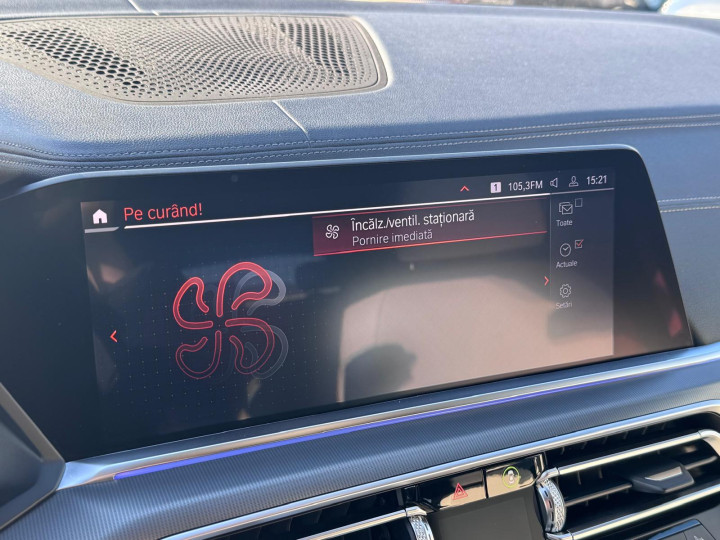 Pe curând!
1 105,3FM 15:21
Încălz./ventil. staționară
Pornire imediată
Toate
Actuale
Setări